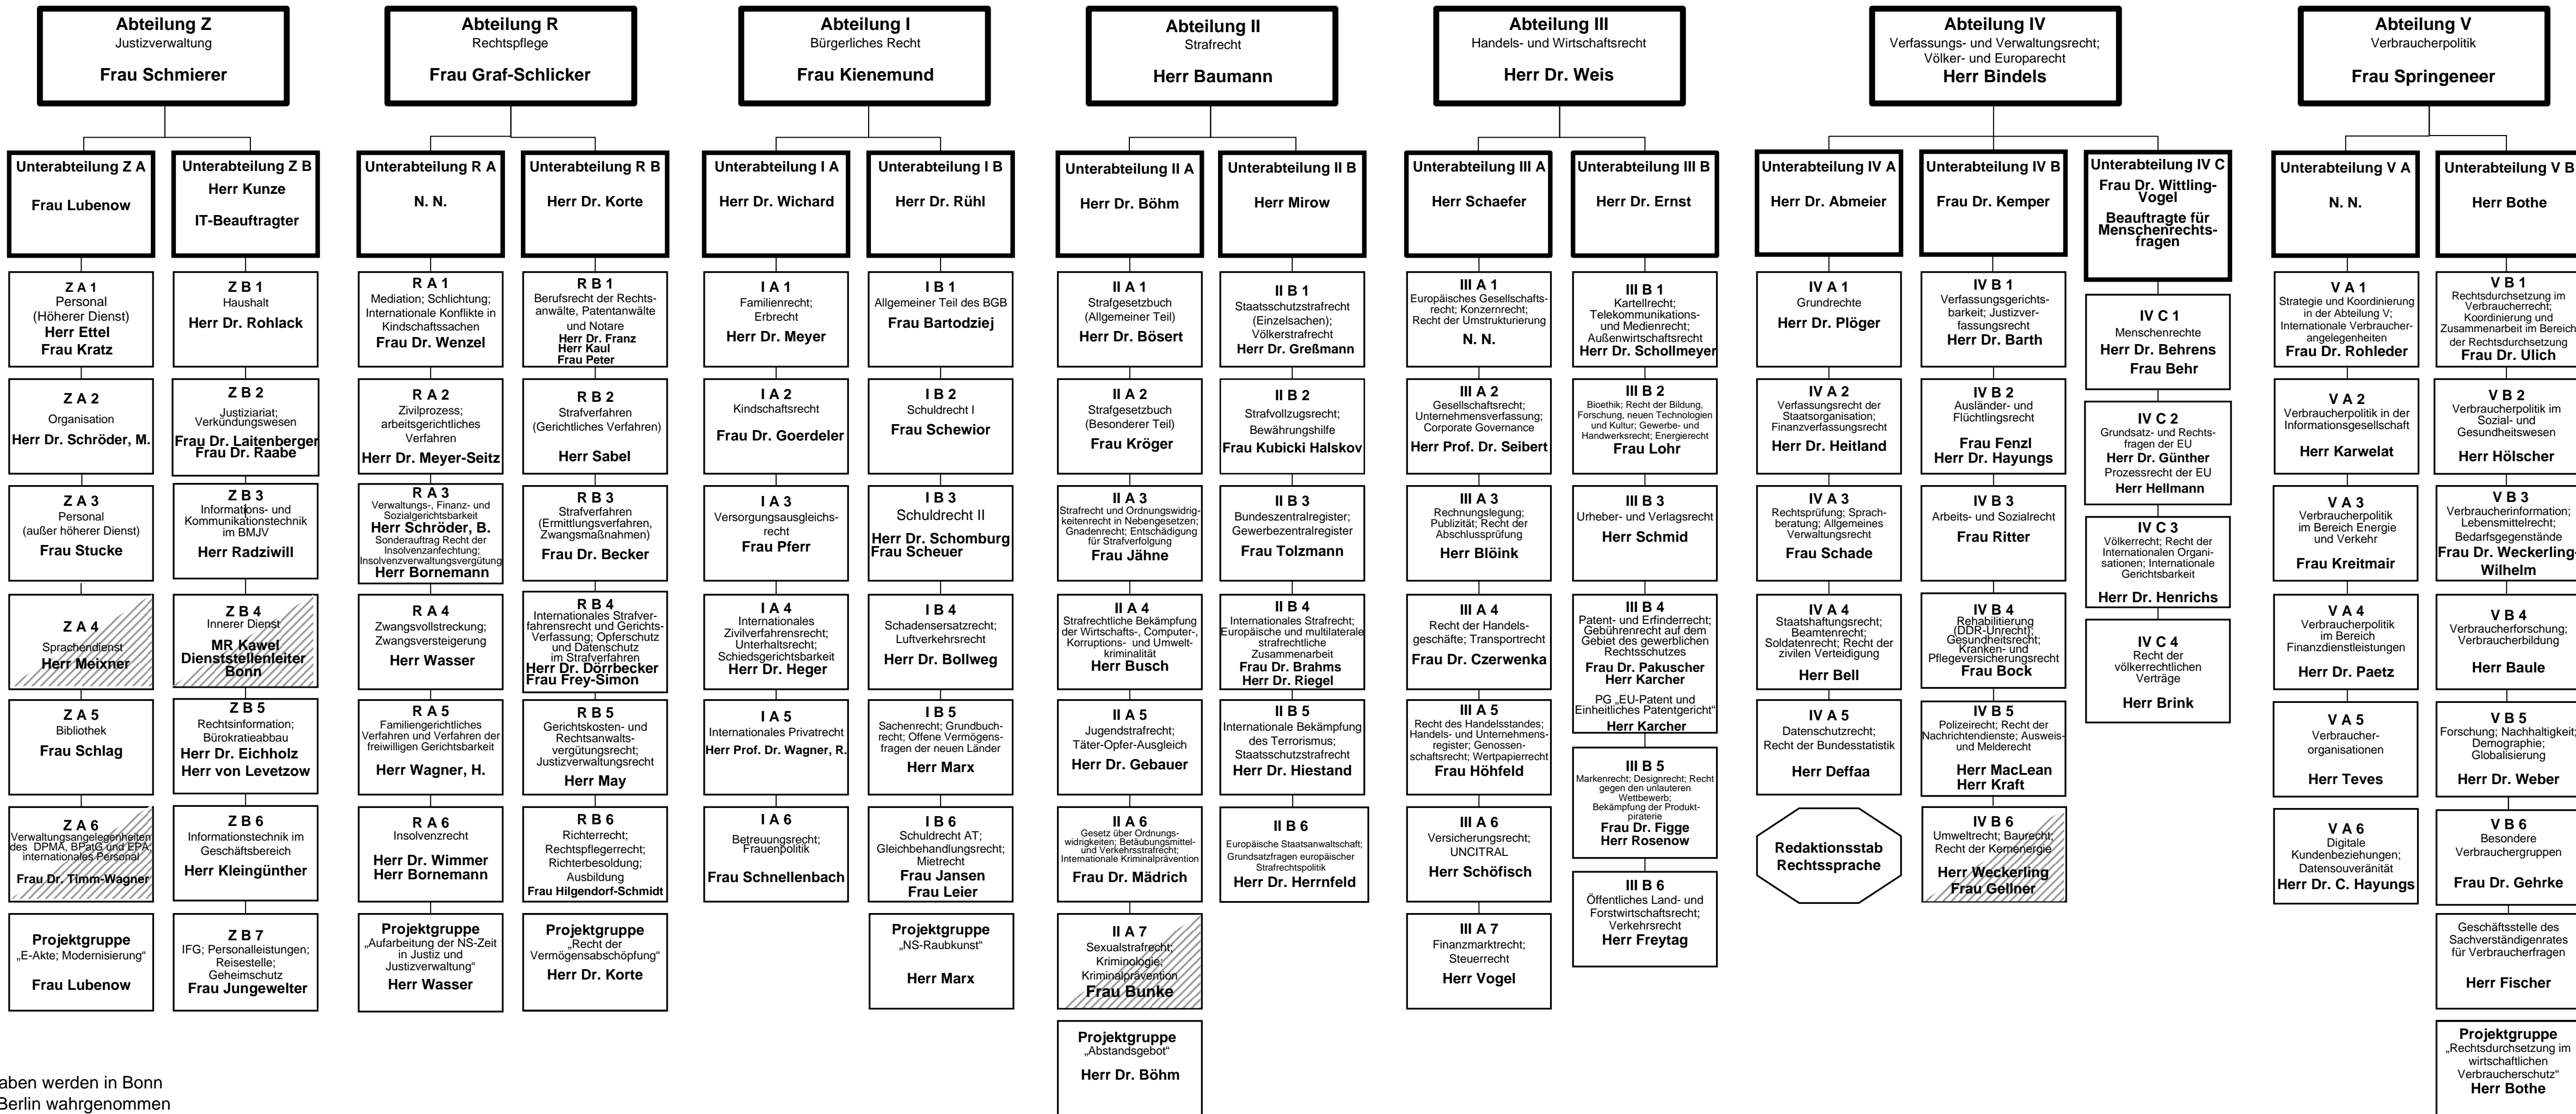 Abteilung Z
Justizverwaltung
Frau Schmierer
Unterabteilung Z A
Frau Lubenow
Z A 1
Personal
(Höherer Dienst)
Herr Ettel
Frau Kratz
Z A 2
Organisation
Herr Dr. Schröder, M.
Z A 3
Personal
(außer höherer Dienst)
Frau Stucke
Z A 4
Sprachendienst
Herr Meixner
Z A 5
Bibliothek
Frau Schlag
Z A 6
Verwaltungsangelegenheiten
des DPMA, BPatG und EPA;
internationales Personal
Frau Dr. Timm-Wagner
Projektgruppe
„E-Akte; Modernisierung“
Frau Lubenow
Unterabteilung Z B
Herr Kunze
IT-Beauftragter
Z B 1
Haushalt
Herr Dr. Rohlack
Z B 2
Justiziariat;
Verkündungswesen
Frau Dr. Laitenberger
Frau Dr. Raabe
Z B 3
Informations- und
Kommunikationstechnik
im BMJV
Herr Radziwill
Z B 4
Innerer Dienst
MR Kawel
Dienststellenleiter
Bonn
Z B 5
Rechtsinformation;
Bürokratieabbau
Herr Dr. Eichholz
Herr von Levetzow
Z B 6
Informationstechnik im
Geschäftsbereich
Herr Kleingünther
Z B 7
IFG; Personalleistungen;
Reisestelle;
Geheimschutz
Frau Jungewelter
Abteilung R
Rechtspflege
Frau Graf-Schlicker
Unterabteilung R A
N. N.
R A 1
Mediation; Schlichtung;
Internationale Konflikte in
Kindschaftssachen
Frau Dr. Wenzel
R A 2
Zivilprozess;
arbeitsgerichtliches
Verfahren
Herr Dr. Meyer-Seitz
R A 3
Verwaltungs-, Finanz- und
Sozialgerichtsbarkeit
Herr Schröder, B.
Sonderauftrag Recht der
Insolvenzanfechtung;
Insolvenzverwaltungsvergütung
Herr Bornemann
R A 4
Zwangsvollstreckung;
Zwangsversteigerung
Herr Wasser
R A 5
Familiengerichtliches
Verfahren und Verfahren der
freiwilligen Gerichtsbarkeit
Herr Wagner, H.
R A 6
Insolvenzrecht
Herr Dr. Wimmer
Herr Bornemann
Projektgruppe
„Aufarbeitung der NS-Zeit
in Justiz und
Justizverwaltung“
Herr Wasser
Unterabteilung R B
Herr Dr. Korte
R B 1
Berufsrecht der Rechts-
anwälte, Patentanwälte
und Notare
Herr Dr. Franz
Herr Kaul
Frau Peter
R B 2
Strafverfahren
(Gerichtliches Verfahren)
Herr Sabel
R B 3
Strafverfahren
(Ermittlungsverfahren,
Zwangsmaßnahmen)
Frau Dr. Becker
R B 4
Internationales Strafver-
fahrensrecht und Gerichts-
Verfassung; Opferschutz
und Datenschutz
im Strafverfahren
Herr Dr. Dörrbecker
Frau Frey-Simon
R B 5
Gerichtskosten- und
Rechtsanwalts-
vergütungsrecht;
Justizverwaltungsrecht
Herr May
R B 6
Richterrecht;
Rechtspflegerrecht;
Richterbesoldung;
Ausbildung
Frau Hilgendorf-Schmidt
Projektgruppe
„Recht der
Vermögensabschöpfung“
Herr Dr. Korte
Abteilung I
Bürgerliches Recht
Frau Kienemund
Unterabteilung I A
Herr Dr. Wichard
I A 1
Familienrecht;
Erbrecht
Herr Dr. Meyer
I A 2
Kindschaftsrecht
Frau Dr. Goerdeler
I A 3
Versorgungsausgleichs-
recht
Frau Pferr
I A 4
Internationales
Zivilverfahrensrecht;
Unterhaltsrecht;
Schiedsgerichtsbarkeit
Herr Dr. Heger
I A 5
Internationales Privatrecht
Herr Prof. Dr. Wagner, R.
I A 6
Betreuungsrecht;
Frauenpolitik
Frau Schnellenbach
Unterabteilung I B
Herr Dr. Rühl
I B 1
Allgemeiner Teil des BGB
Frau Bartodziej
I B 2
Schuldrecht I
Frau Schewior
I B 3
Schuldrecht II
Herr Dr. Schomburg
Frau Scheuer
I B 4
Schadensersatzrecht;
Luftverkehrsrecht
Herr Dr. Bollweg
I B 5
Sachenrecht; Grundbuch-
recht; Offene Vermögens-
fragen der neuen Länder
Herr Marx
I B 6
Schuldrecht AT;
Gleichbehandlungsrecht;
Mietrecht
Frau Jansen
Frau Leier
Projektgruppe
„NS-Raubkunst“
Herr Marx
Abteilung II
Strafrecht
Herr Baumann
Unterabteilung II A
Herr Dr. Böhm
II A 1
Strafgesetzbuch
(Allgemeiner Teil)
Herr Dr. Bösert
II A 2
Strafgesetzbuch
(Besonderer Teil)
Frau Kröger
II A 3
Strafrecht und Ordnungswidrig-
keitenrecht in Nebengesetzen;
Gnadenrecht; Entschädigung
für Strafverfolgung
Frau Jähne
II A 4
Strafrechtliche Bekämpfung
der Wirtschafts-, Computer-,
Korruptions- und Umwelt-
kriminalität
Herr Busch
II A 5
Jugendstrafrecht;
Täter-Opfer-Ausgleich
Herr Dr. Gebauer
II A 6
Gesetz über Ordnungs-
widrigkeiten; Betäubungsmittel-
und Verkehrsstrafrecht;
Internationale Kriminalprävention
Frau Dr. Mädrich
II A 7
Sexualstrafrecht;
Kriminologie;
Kriminalprävention
Frau Bunke
Projektgruppe
„Abstandsgebot“
Herr Dr. Böhm
Unterabteilung II B
Herr Mirow
II B 1
Staatsschutzstrafrecht
(Einzelsachen);
Völkerstrafrecht
Herr Dr. Greßmann
II B 2
Strafvollzugsrecht;
Bewährungshilfe
Frau Kubicki Halskov
II B 3
Bundeszentralregister;
Gewerbezentralregister
Frau Tolzmann
II B 4
Internationales Strafrecht;
Europäische und multilaterale
strafrechtliche
Zusammenarbeit
Frau Dr. Brahms
Herr Dr. Riegel
II B 5
Internationale Bekämpfung
des Terrorismus;
Staatsschutzstrafrecht
Herr Dr. Hiestand
II B 6
Europäische Staatsanwaltschaft;
Grundsatzfragen europäischer
Strafrechtspolitik
Herr Dr. Herrnfeld
Abteilung III
Handels- und Wirtschaftsrecht
Herr Dr. Weis
Unterabteilung III A
Herr Schaefer
III A 1
Europäisches Gesellschafts-
recht; Konzernrecht;
Recht der Umstrukturierung
N. N.
III A 2
Gesellschaftsrecht;
Unternehmensverfassung;
Corporate Governance
Herr Prof. Dr. Seibert
III A 3
Rechnungslegung;
Publizität; Recht der
Abschlussprüfung
Herr Blöink
III A 4
Recht der Handels-
geschäfte; Transportrecht
Frau Dr. Czerwenka
III A 5
Recht des Handelsstandes;
Handels- und Unternehmens-
register; Genossen-
schaftsrecht; Wertpapierrecht
Frau Höhfeld
III A 6
Versicherungsrecht;
UNCITRAL
Herr Schöfisch
III A 7
Finanzmarktrecht;
Steuerrecht
Herr Vogel
Unterabteilung III B
Herr Dr. Ernst
III B 1
Kartellrecht;
Telekommunikations-
und Medienrecht;
Außenwirtschaftsrecht
Herr Dr. Schollmeyer
III B 2
Bioethik; Recht der Bildung,
Forschung, neuen Technologien
und Kultur; Gewerbe- und
Handwerksrecht; Energierecht
Frau Lohr
III B 3
Urheber- und Verlagsrecht
Herr Schmid
III B 4
Patent- und Erfinderrecht;
Gebührenrecht auf dem
Gebiet des gewerblichen
Rechtsschutzes
Frau Dr. Pakuscher
Herr Karcher
PG „EU-Patent und
Einheitliches Patentgericht“
Herr Karcher
III B 5
Markenrecht; Designrecht; Recht
gegen den unlauteren
Wettbewerb;
Bekämpfung der Produkt-
piraterie
Frau Dr. Figge
Herr Rosenow
III B 6
Öffentliches Land- und
Forstwirtschaftsrecht;
Verkehrsrecht
Herr Freytag
Abteilung IV
Verfassungs- und Verwaltungsrecht;
Völker- und Europarecht
Herr Bindels
Unterabteilung IV A
Herr Dr. Abmeier
IV A 1
Grundrechte
Herr Dr. Plöger
IV A 2
Verfassungsrecht der
Staatsorganisation;
Finanzverfassungsrecht
Herr Dr. Heitland
IV A 3
Rechtsprüfung; Sprach-
beratung; Allgemeines
Verwaltungsrecht
Frau Schade
IV A 4
Staatshaftungsrecht;
Beamtenrecht;
Soldatenrecht; Recht der
zivilen Verteidigung
Herr Bell
IV A 5
Datenschutzrecht;
Recht der Bundesstatistik
Herr Deffaa
Redaktionsstab
Rechtssprache
Unterabteilung IV B
Frau Dr. Kemper
IV B 1
Verfassungsgerichts-
barkeit; Justizver-
fassungsrecht
Herr Dr. Barth
IV B 2
Ausländer- und
Flüchtlingsrecht
Frau Fenzl
Herr Dr. Hayungs
IV B 3
Arbeits- und Sozialrecht
Frau Ritter
IV B 4
Rehabilitierung
(DDR-Unrecht);
Gesundheitsrecht;
Kranken- und
Pflegeversicherungsrecht
Frau Bock
IV B 5
Polizeirecht; Recht der
Nachrichtendienste; Ausweis-
und Melderecht
Herr MacLean
Herr Kraft
IV B 6
Umweltrecht; Baurecht;
Recht der Kernenergie
Herr Weckerling
Frau Gellner
Unterabteilung IV C
Frau Dr. Wittling-
Vogel
Beauftragte für
Menschenrechts-
fragen
IV C 1
Menschenrechte
Herr Dr. Behrens
Frau Behr
IV C 2
Grundsatz- und Rechts-
fragen der EU
Herr Dr. Günther
Prozessrecht der EU
Herr Hellmann
IV C 3
Völkerrecht; Recht der
Internationalen Organi-
sationen; Internationale
Gerichtsbarkeit
Herr Dr. Henrichs
IV C 4
Recht der
völkerrechtlichen
Verträge
Herr Brink
Abteilung V
Verbraucherpolitik
Frau Springeneer
Unterabteilung V A
N. N.
V A 1
Strategie und Koordinierung
in der Abteilung V;
Internationale Verbraucher-
angelegenheiten
Frau Dr. Rohleder
V A 2
Verbraucherpolitik in der
Informationsgesellschaft
Herr Karwelat
V A 3
Verbraucherpolitik
im Bereich Energie
und Verkehr
Frau Kreitmair
V A 4
Verbraucherpolitik
im Bereich
Finanzdienstleistungen
Herr Dr. Paetz
V A 5
Verbraucher-
organisationen
Herr Teves
V A 6
Digitale
Kundenbeziehungen;
Datensouveränität
Herr Dr. C. Hayungs
Unterabteilung V B
Herr Bothe
V B 1
Rechtsdurchsetzung im
Verbraucherrecht;
Koordinierung und
Zusammenarbeit im Bereich
der Rechtsdurchsetzung
Frau Dr. Ulich
V B 2
Verbraucherpolitik im
Sozial- und
Gesundheitswesen
Herr Hölscher
V B 3
Verbraucherinformation;
Lebensmittelrecht;
Bedarfsgegenstände
Frau Dr. Weckerling-
Wilhelm
V B 4
Verbraucherforschung;
Verbraucherbildung
Herr Baule
V B 5
Forschung; Nachhaltigkeit;
Demographie;
Globalisierung
Herr Dr. Weber
V B 6
Besondere
Verbrauchergruppen
Frau Dr. Gehrke
Geschäftsstelle des
Sachverständigenrates
für Verbraucherfragen
Herr Fischer
Projektgruppe
„Rechtsdurchsetzung im
wirtschaftlichen
Verbraucherschutz“
Herr Bothe
aben werden in Bonn
Berlin wahrgenommen